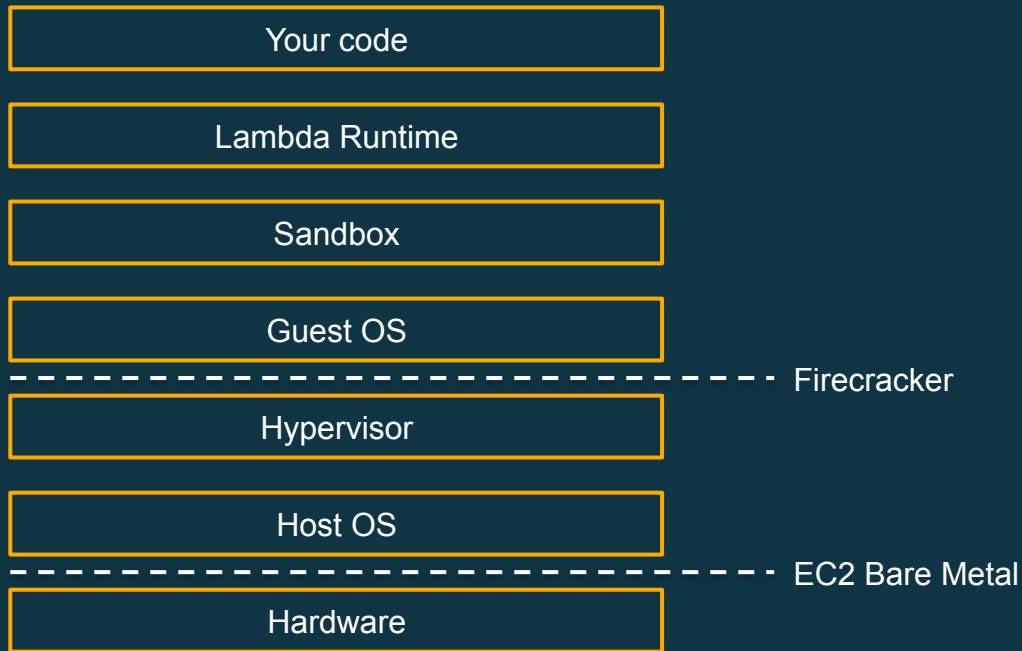 Your code
Lambda Runtime
Sandbox
Guest OS
Firecracker
Hypervisor
Host OS
EC2 Bare Metal
Hardware